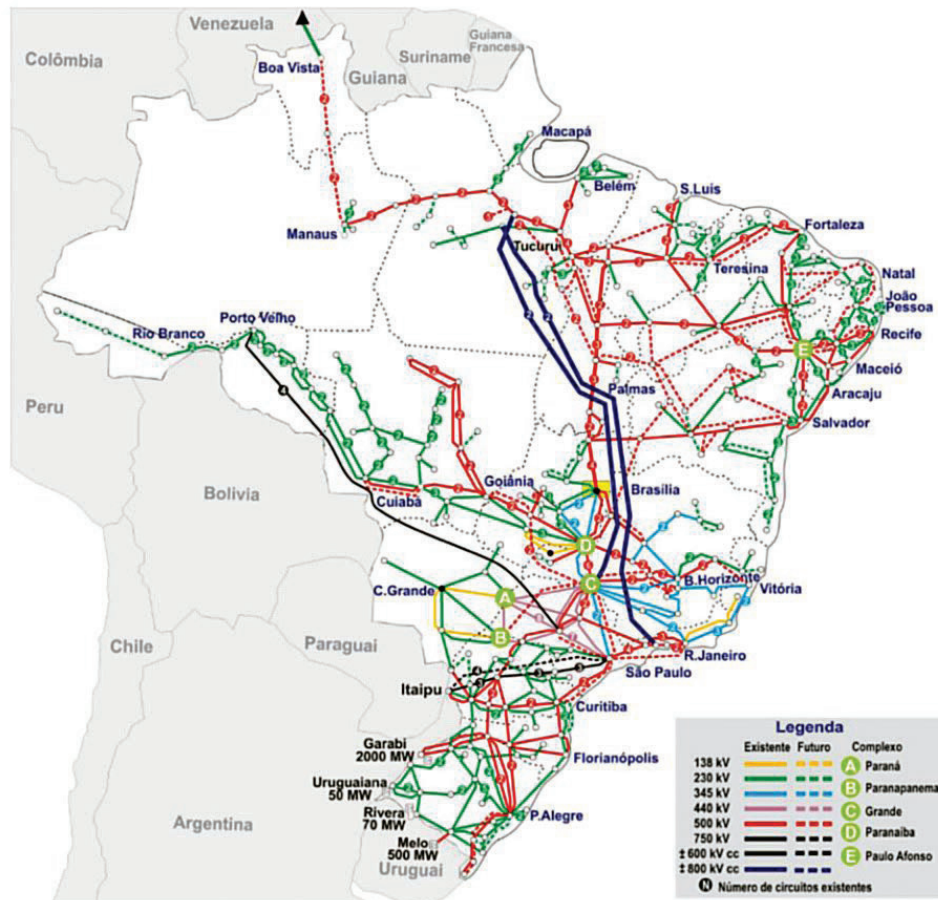 Venezuela
Colômbia
Suriname
Guiana
Francesa
Boa Vista
Guiana
Macapá
Belém
S.Luis
Manaus
Fortaleza
Tucuruí
Teresina
Natal
João
Pessoa
Porto Velho
Rio Branco
Recife
E
Maceió
Palmas
Aracaju
Peru
Salvador
Goiânia
Brasília
Cuiabá
Bolivia
D
C
B.Horizonte
Vitória
C.Grande
A
B
Chile
Paraguai
R.Janeiro
São Paulo
Itaipu
Curitiba
Garabi
2000 MW
Florianópolis
Uruguaiana
50 MW
Rivera
70 MW
P.Alegre
Argentina
Melo
500 MW
Uruguai
Legenda
Existente Futuro Complexo
138 kV A Paraná
230 kV
345 kV B Paranapanema
440 kV C Grande
500 kV
750 kV D Paranaíba
± 600 kV cc
± 800 kV cc E Paulo Afonso
N Número de circuitos existentes